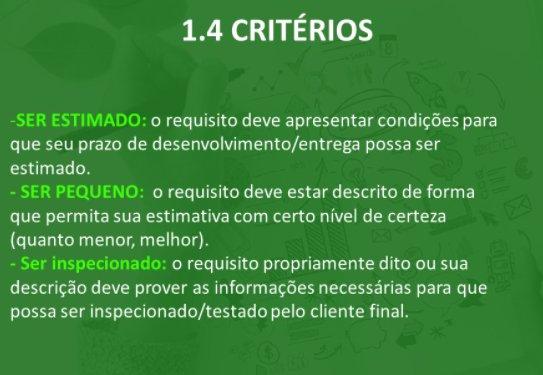 1.4 CRITÉRIOS
-SER ESTIMADO: o requisito deve apresentar condições para
que seu prazo de desenvolvimento/entrega possa ser
estimado.
- SER PEQUENO: o requisito deve estar descrito de forma
que permita sua estimativa com certo nível de certeza
(quanto menor, melhor).
- Ser inspecionado: o requisito propriamente dito ou sua
descrição deve prover as informações necessárias para que
possa ser inspecionado/testado pelo cliente final.